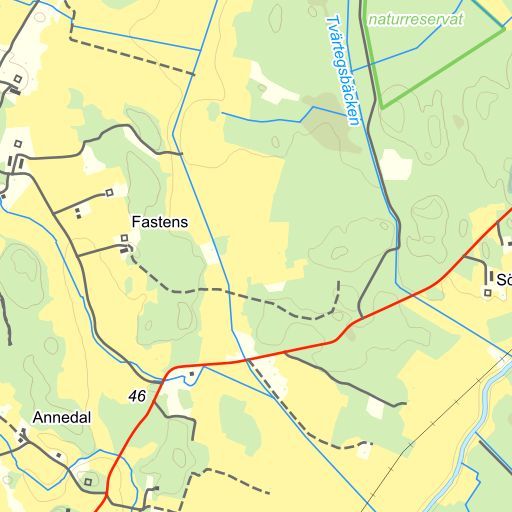 naturreservat
Tvärtegsbäcken
Fastens
Sö
46
Annedal